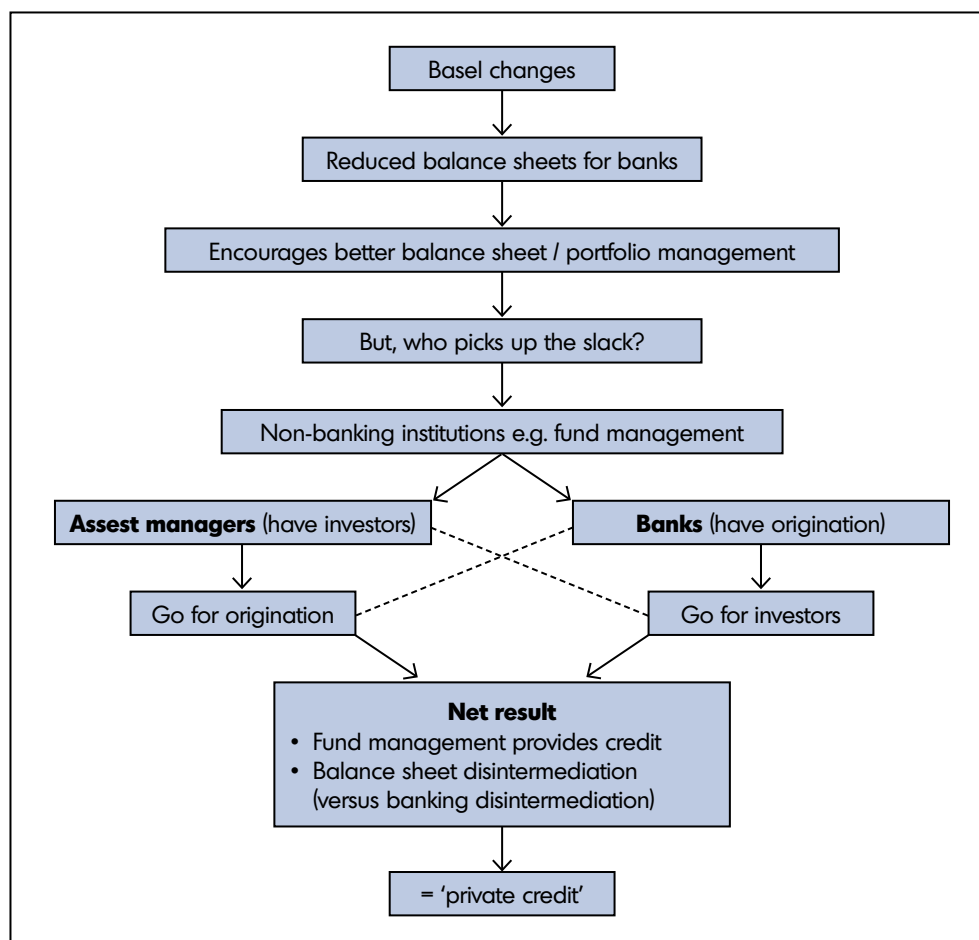 Basel changes
Reduced balance sheets for banks
Encourages better balance sheet / portfolio management
But, who picks up the slack?
Non-banking institutions e.g. fund management
Assest managers (have investors)
Banks (have origination)
Go for origination
Go for investors
Net result
• Fund management provides credit
• Balance sheet disintermediation
(versus banking disintermediation)
= ‘private credit’